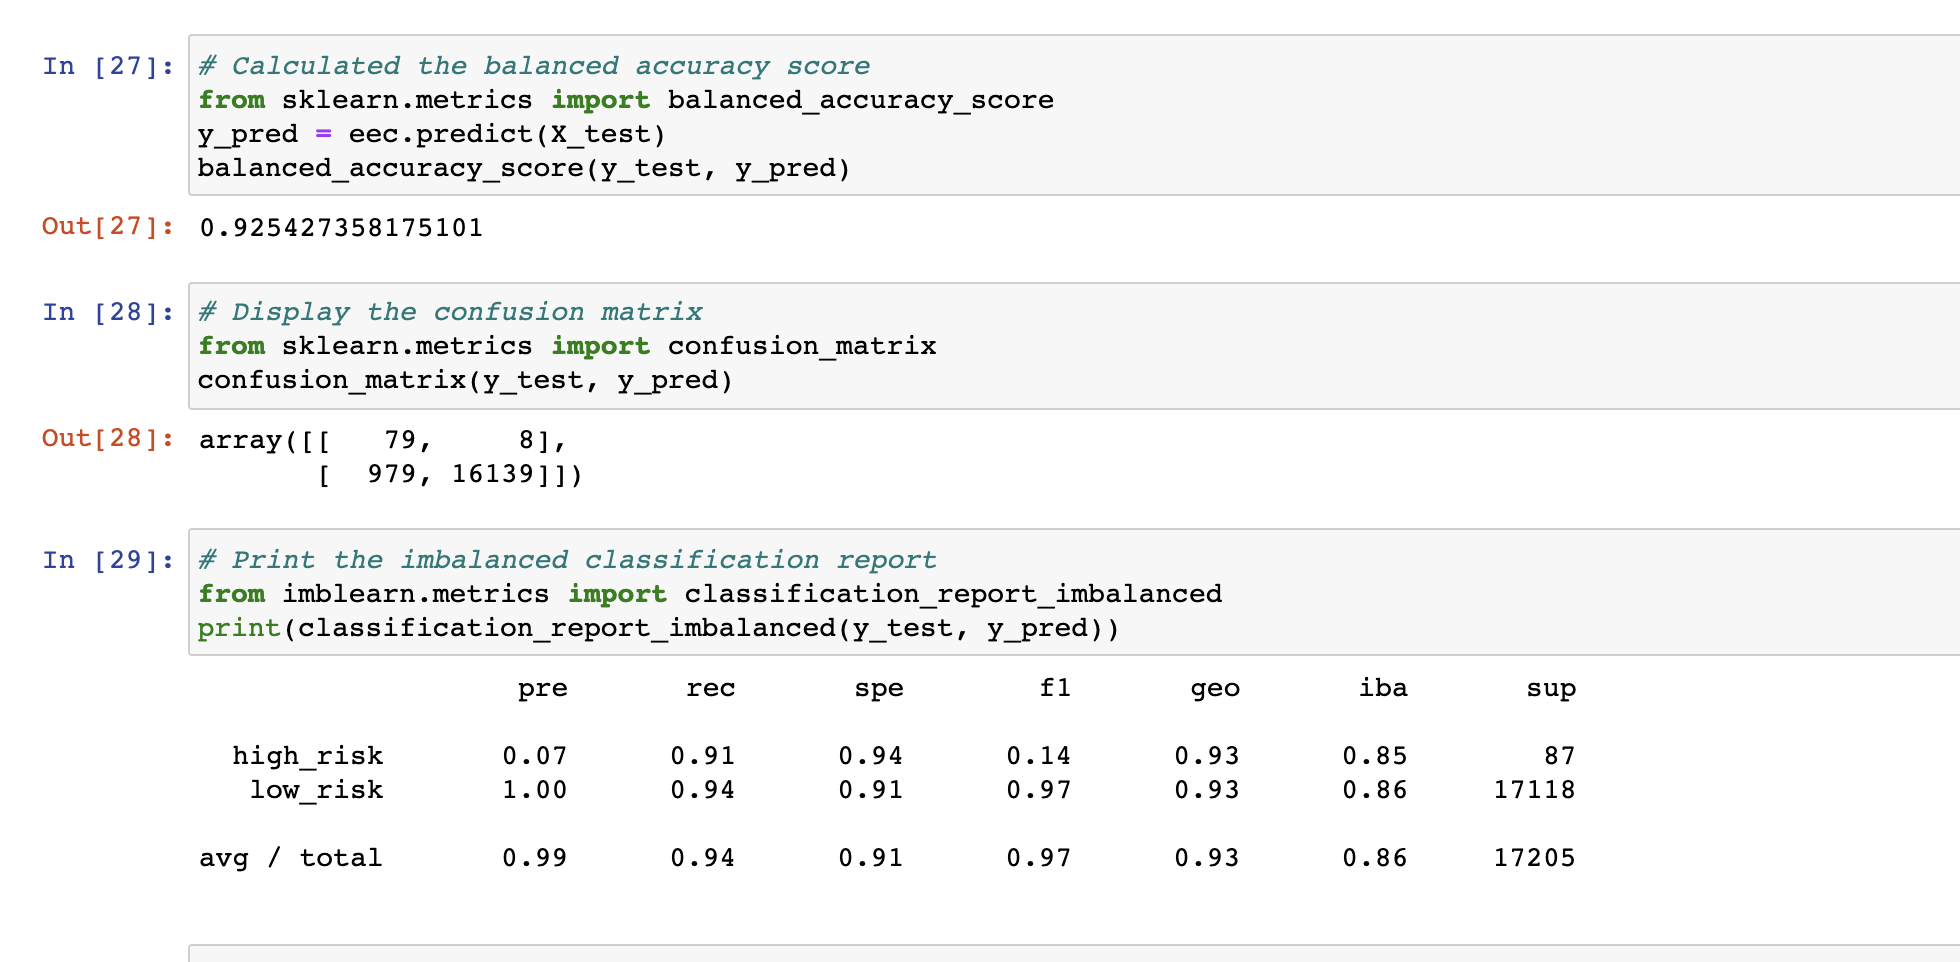 In [27]: # Calculated the balanced accuracy score
from sklearn.metrics import balanced_accuracy_score
y_pred = eec.predict(X_test)
balanced_accuracy_score(y_test, y_pred)
Out[27]: 0.925427358175101
In [28]: # Display the confusion matrix
from sklearn.metrics import confusion_matrix
confusion_matrix(y_test, y_pred)
Out[28]: array([[   79,     8],
       [  979, 16139]])
In [29]: # Print the imbalanced classification report
from imblearn.metrics import classification_report_imbalanced
print(classification_report_imbalanced(y_test, y_pred))
pre rec spe f1 geo iba sup
high_risk 0.07 0.91 0.94 0.14 0.93 0.85 87
low_risk 1.00 0.94 0.91 0.97 0.93 0.86 17118
avg / total 0.99 0.94 0.91 0.97 0.93 0.86 17205